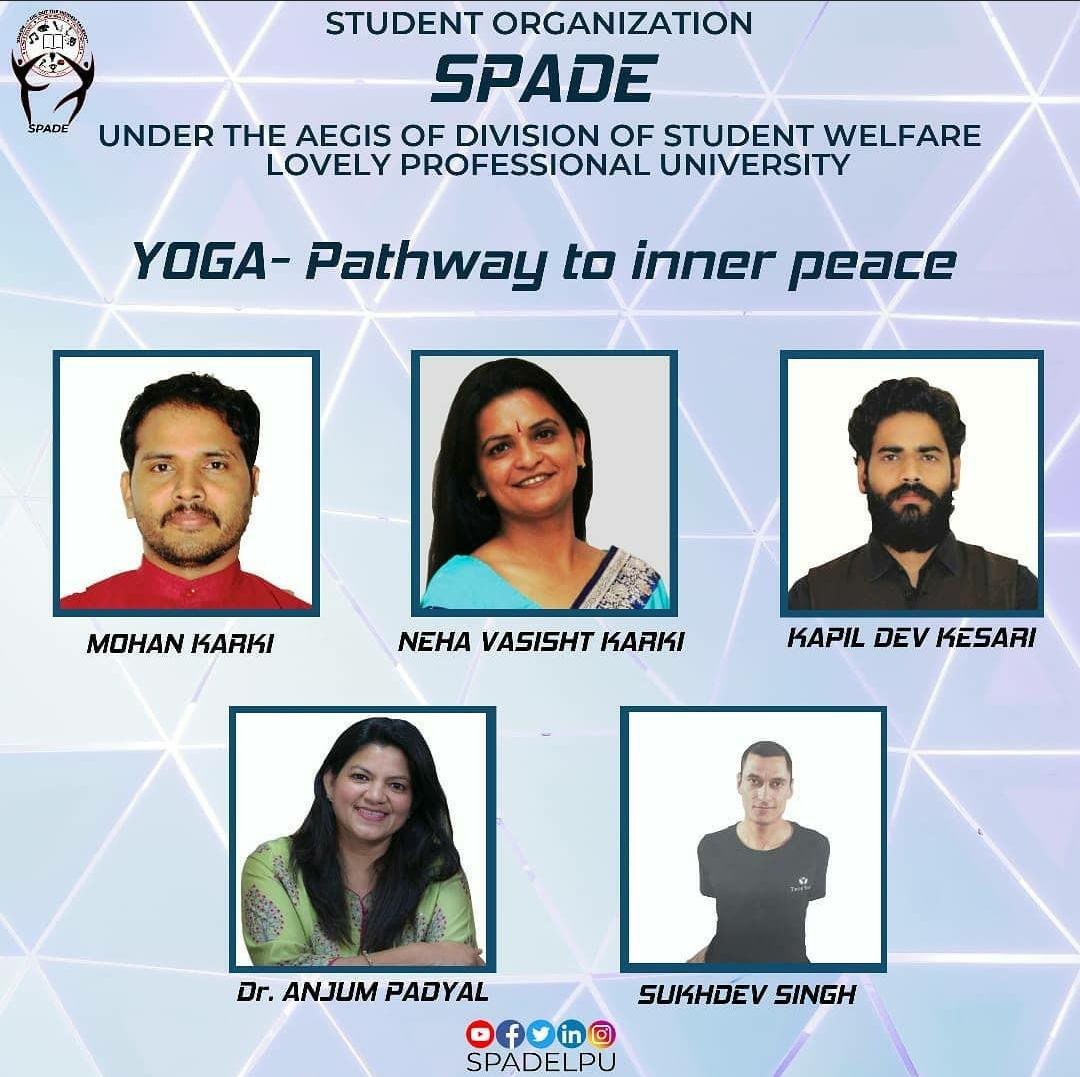 STUDENT ORGANIZATION
SPADE
UNDER THE AEGIS OF DIVISION OF STUDENT WELFARE
LOVELY PROFESSIONAL UNIVERSITY
SPADE
YOGA- Pathway to inner peace
MOHAN KARKI
NEHA VASISHT KARKI
KAPIL DEV KESARI
Dr. ANJUM PADYAL
SUKHDEV SINGH
SPADELPU